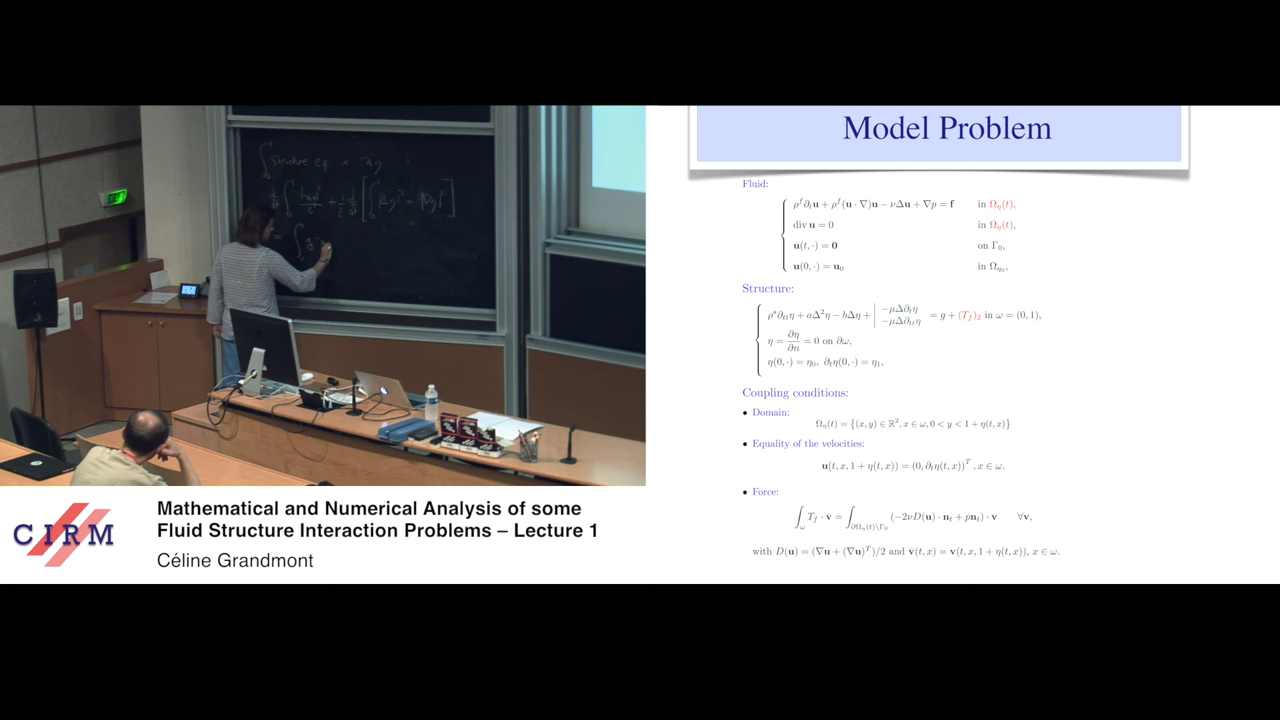 Model Problem
Fluid:
ρ^f ∂_t u + ρ^f (u · ∇)u − νΔu + ∇p = f in Ω_η(t),
div u = 0 in Ω_η(t),
u(t, ·) = 0 on Γ_0,
u(0, ·) = u_0 in Ω_{η_0},
Structure:
ρ^s ∂_{tt} η + aΔ²η − bΔη + | −μΔ∂_t η
−μΔ∂_{tt} η = g + (T_f)_2 in ω = (0, 1),
η = ∂η/∂n = 0 on ∂ω,
η(0, ·) = η_0, ∂_t η(0, ·) = η_1,
Coupling conditions:
• Domain:
Ω_η(t) = {(x, y) ∈ ℝ², x ∈ ω, 0 < y < 1 + η(t, x)}
• Equality of the velocities:
u(t, x, 1 + η(t, x)) = (0, ∂_t η(t, x))^T, x ∈ ω.
• Force:
∫_ω T_f · v̄ = ∫_{∂Ω_η(t)\Γ_0} (−2νD(u) · n_t + pn_t) · v ∀v,
with D(u) = (∇u + (∇u)^T)/2 and v̄(t, x) = v(t, x, 1 + η(t, x)), x ∈ ω.
CIRM
Mathematical and Numerical Analysis of some
Fluid Structure Interaction Problems – Lecture 1
Céline Grandmont